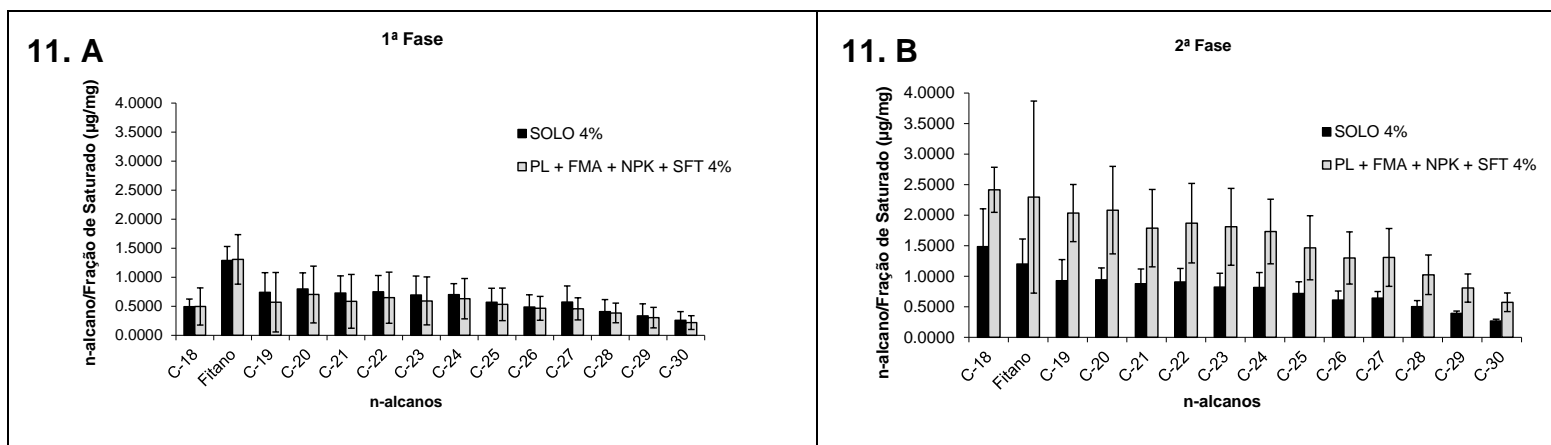 11. A
1ª Fase
n-alcano/Fração de Saturado (µg/mg)
4.0000
3.5000
3.0000
2.5000
2.0000
1.5000
1.0000
0.5000
0.0000
SOLO 4%
PL + FMA + NPK + SFT 4%
C-18
Fitano
C-19
C-20
C-21
C-22
C-23
C-24
C-25
C-26
C-27
C-28
C-29
C-30
n-alcanos
11. B
2ª Fase
n-alcano/Fração de Saturado
(µg/mg)
4.0000
3.5000
3.0000
2.5000
2.0000
1.5000
1.0000
0.5000
0.0000
SOLO 4%
PL + FMA + NPK + SFT 4%
C-18
Fitano
C-19
C-20
C-21
C-22
C-23
C-24
C-25
C-26
C-27
C-28
C-29
C-30
n-alcanos